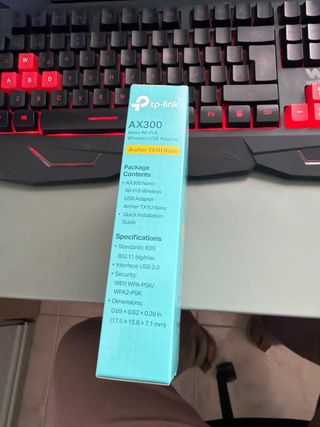 tp-link
AX300
Nano Wi-Fi 6
Wireless USB Adapter
Archer TX1U Nano
Package
Contents
• AX300 Nano
Wi-Fi 6 Wireless
USB Adapter
Archer TX1U Nano
• Quick Installation
Guide
Specifications
• Standards: IEEE
802.11 b/g/n/ax
• Interface: USB 2.0
• Security:
WEP, WPA-PSK/
WPA2-PSK
• Dimensions:
0.69 x 0.62 x 0.28 in
(17.5 x 15.8 x 7.1 mm)
W
A S D